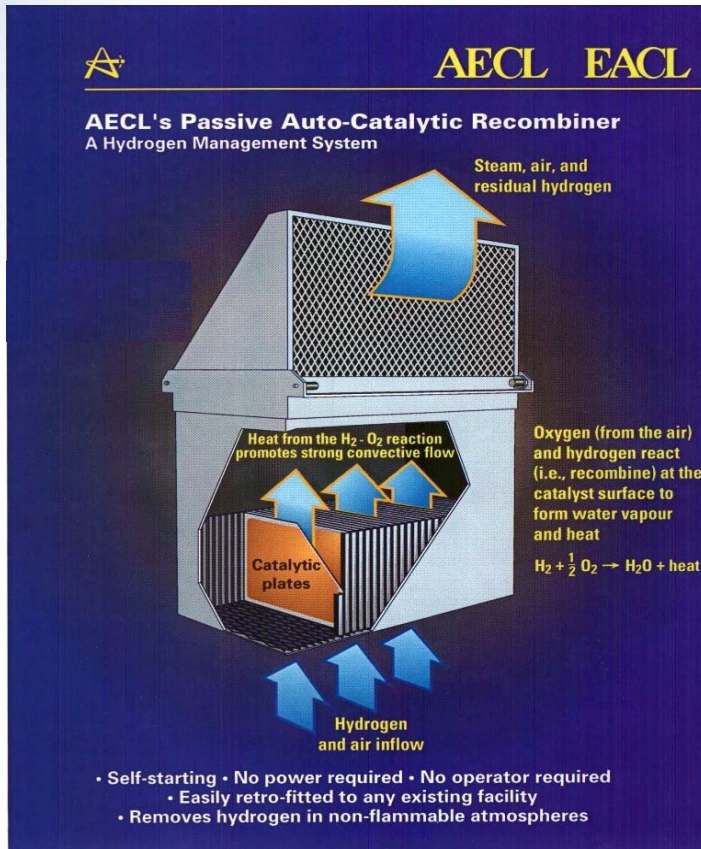 AECL EACL
AECL's Passive Auto-Catalytic Recombiner
A Hydrogen Management System
Steam, air, and
residual hydrogen
Heat from the H₂ - O₂ reaction
promotes strong convective flow
Oxygen (from the air)
and hydrogen react
(i.e., recombine) at the
catalyst surface to
form water vapour
and heat
H₂ + ½ O₂ → H₂O + heat
Catalytic
plates
Hydrogen
and air inflow
• Self-starting • No power required • No operator required
• Easily retro-fitted to any existing facility
• Removes hydrogen in non-flammable atmospheres